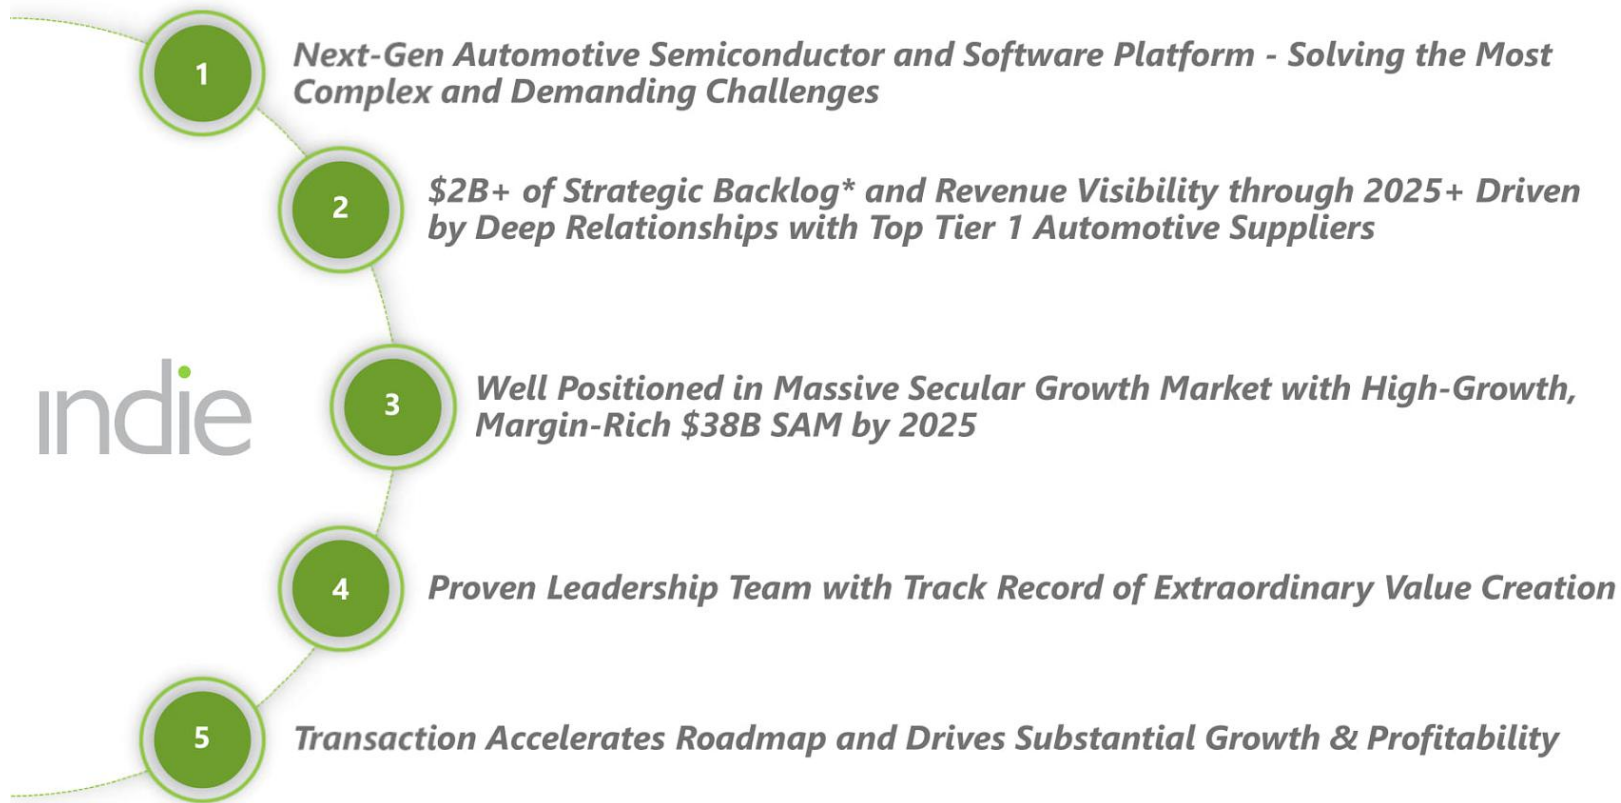 1
Next-Gen Automotive Semiconductor and Software Platform - Solving the Most
Complex and Demanding Challenges
2
$2B+ of Strategic Backlog* and Revenue Visibility through 2025+ Driven
by Deep Relationships with Top Tier 1 Automotive Suppliers
indie
3
Well Positioned in Massive Secular Growth Market with High-Growth,
Margin-Rich $38B SAM by 2025
4
Proven Leadership Team with Track Record of Extraordinary Value Creation
5
Transaction Accelerates Roadmap and Drives Substantial Growth & Profitability